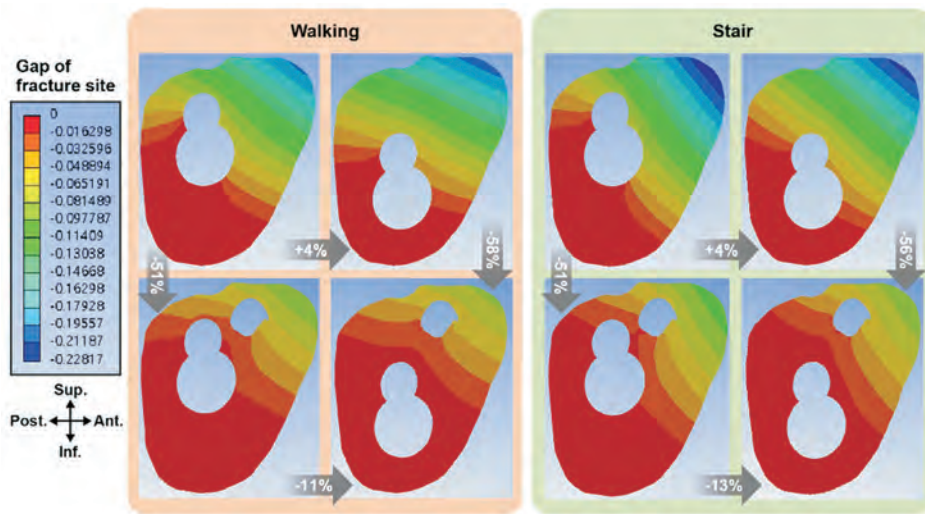 Walking
Stair
Gap of
fracture site
0
-0.016298
-0.032596
-0.048894
-0.065191
-0.081489
-0.097787
-0.11409
-0.13038
-0.14668
-0.16298
-0.17928
-0.19557
-0.21187
-0.22817
Sup.
Post.
Ant.
Inf.
+4%
-51%
-58%
-11%
+4%
-51%
-56%
-13%